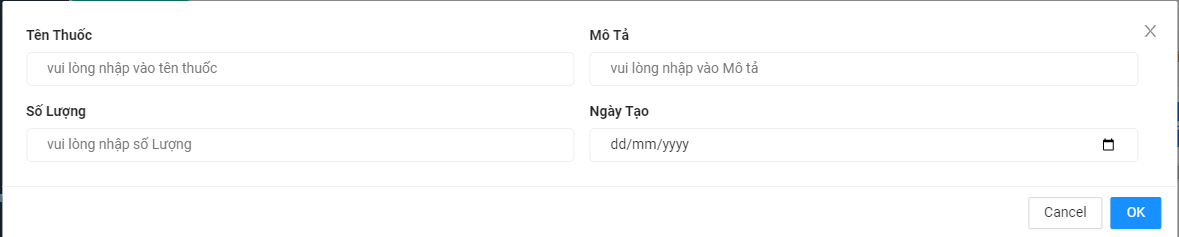 Tên Thuốc
Mô Tả
vui lòng nhập vào tên thuốc
vui lòng nhập vào Mô tả
Số Lượng
Ngày Tạo
vui lòng nhập số Lượng
dd/mm/yyyy
Cancel
OK